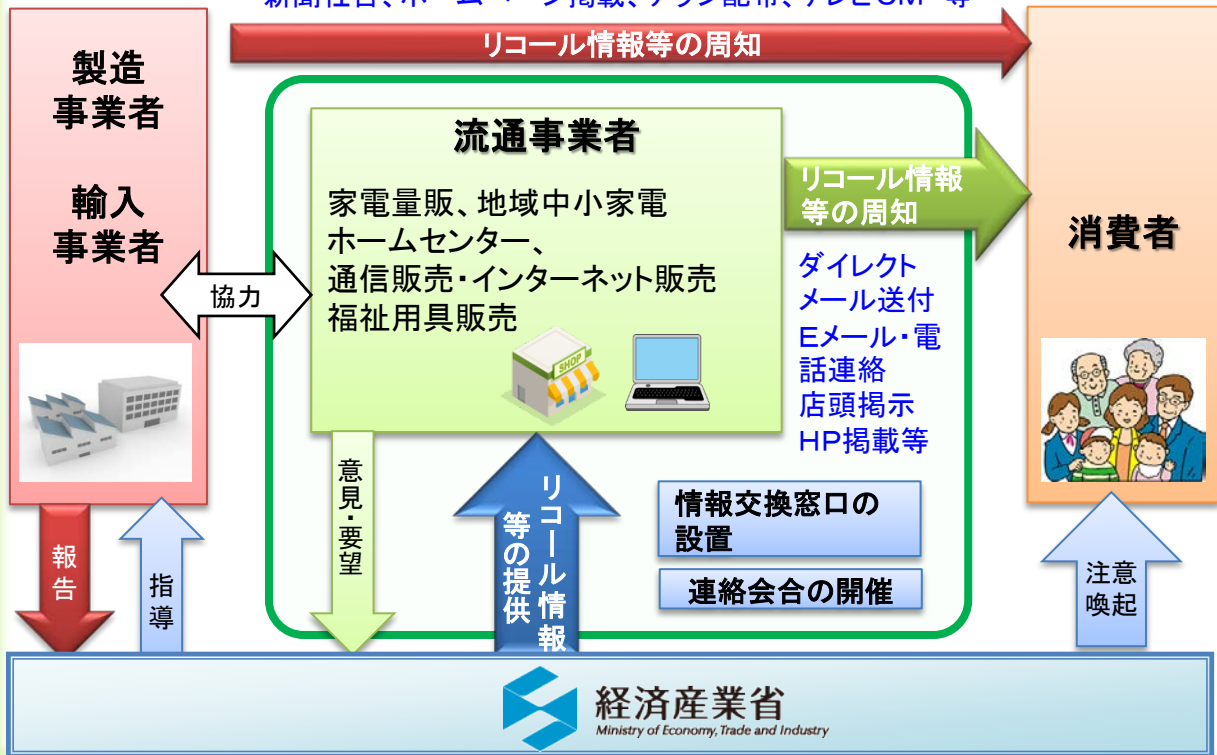 リコール情報等の周知
製造
事業者
輸入
事業者
流通事業者
家電量販、地域中小家電
ホームセンター、
通信販売・インターネット販売
福祉用具販売
SHOP
協力
リコール情報
等の周知
ダイレクト
メール送付
Eメール・電
話連絡
店頭掲示
HP掲載等
消費者
意見・要望
リコール情報
等の提供
情報交換窓口の
設置
連絡会合の開催
報告
指導
注意
喚起
経済産業省
Ministry of Economy, Trade and Industry